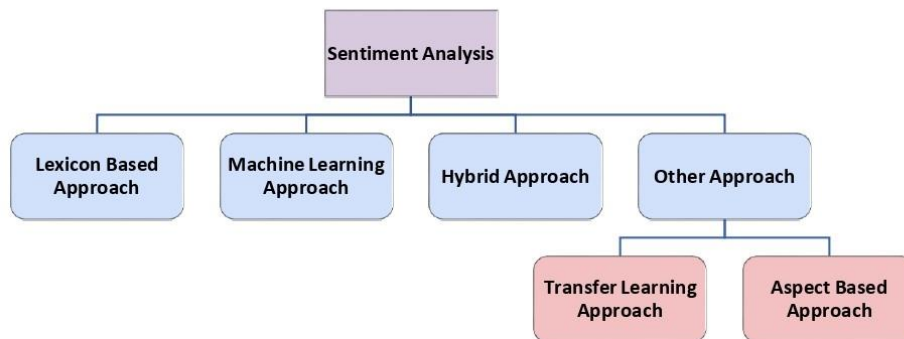 Sentiment Analysis
Lexicon Based
Approach
Machine Learning
Approach
Hybrid Approach
Other Approach
Transfer Learning
Approach
Aspect Based
Approach